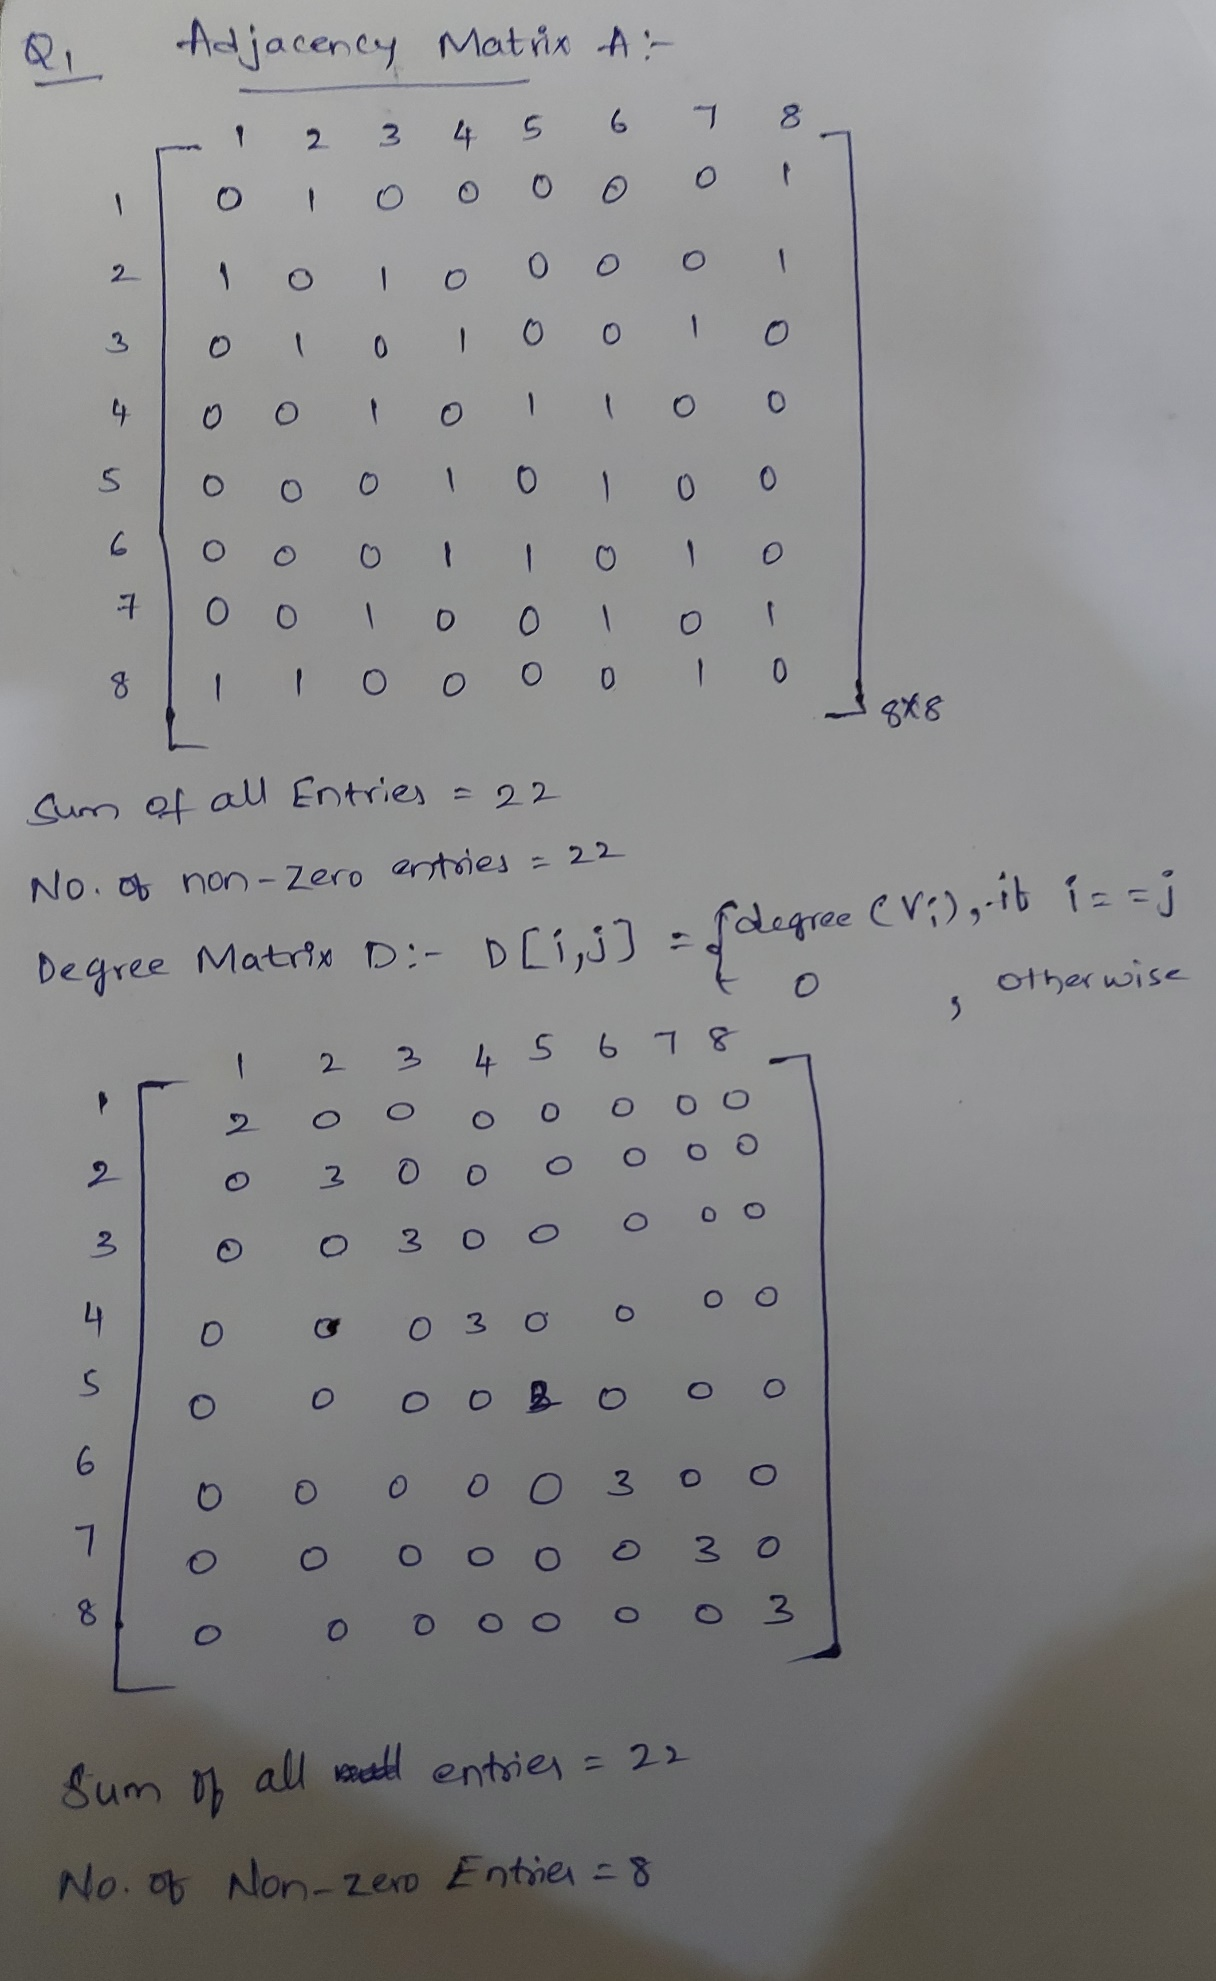 Q1 Adjacency Matrix A:-
1 2 3 4 5 6 7 8
1 0 1 0 0 0 0 0 1
2 1 0 1 0 0 0 0 1
3 0 1 0 1 0 0 1 0
4 0 0 1 0 1 1 0 0
5 0 0 0 1 0 1 0 0
6 0 0 0 1 1 0 1 0
7 0 0 1 0 0 1 0 1
8 1 1 0 0 0 0 1 0
8*8
Sum of all Entries = 22
No. of non-zero entries = 22
Degree Matrix D:- D[i,j] = { degree (Vi), if i==j
0 , otherwise
1 2 3 4 5 6 7 8
1 2 0 0 0 0 0 0 0
2 0 3 0 0 0 0 0 0
3 0 0 3 0 0 0 0 0
4 0 0 0 3 0 0 0 0
5 0 0 0 0 2 0 0 0
6 0 0 0 0 0 3 0 0
7 0 0 0 0 0 0 3 0
8 0 0 0 0 0 0 0 3
Sum of all entries = 22
No. of Non-zero Entries = 8